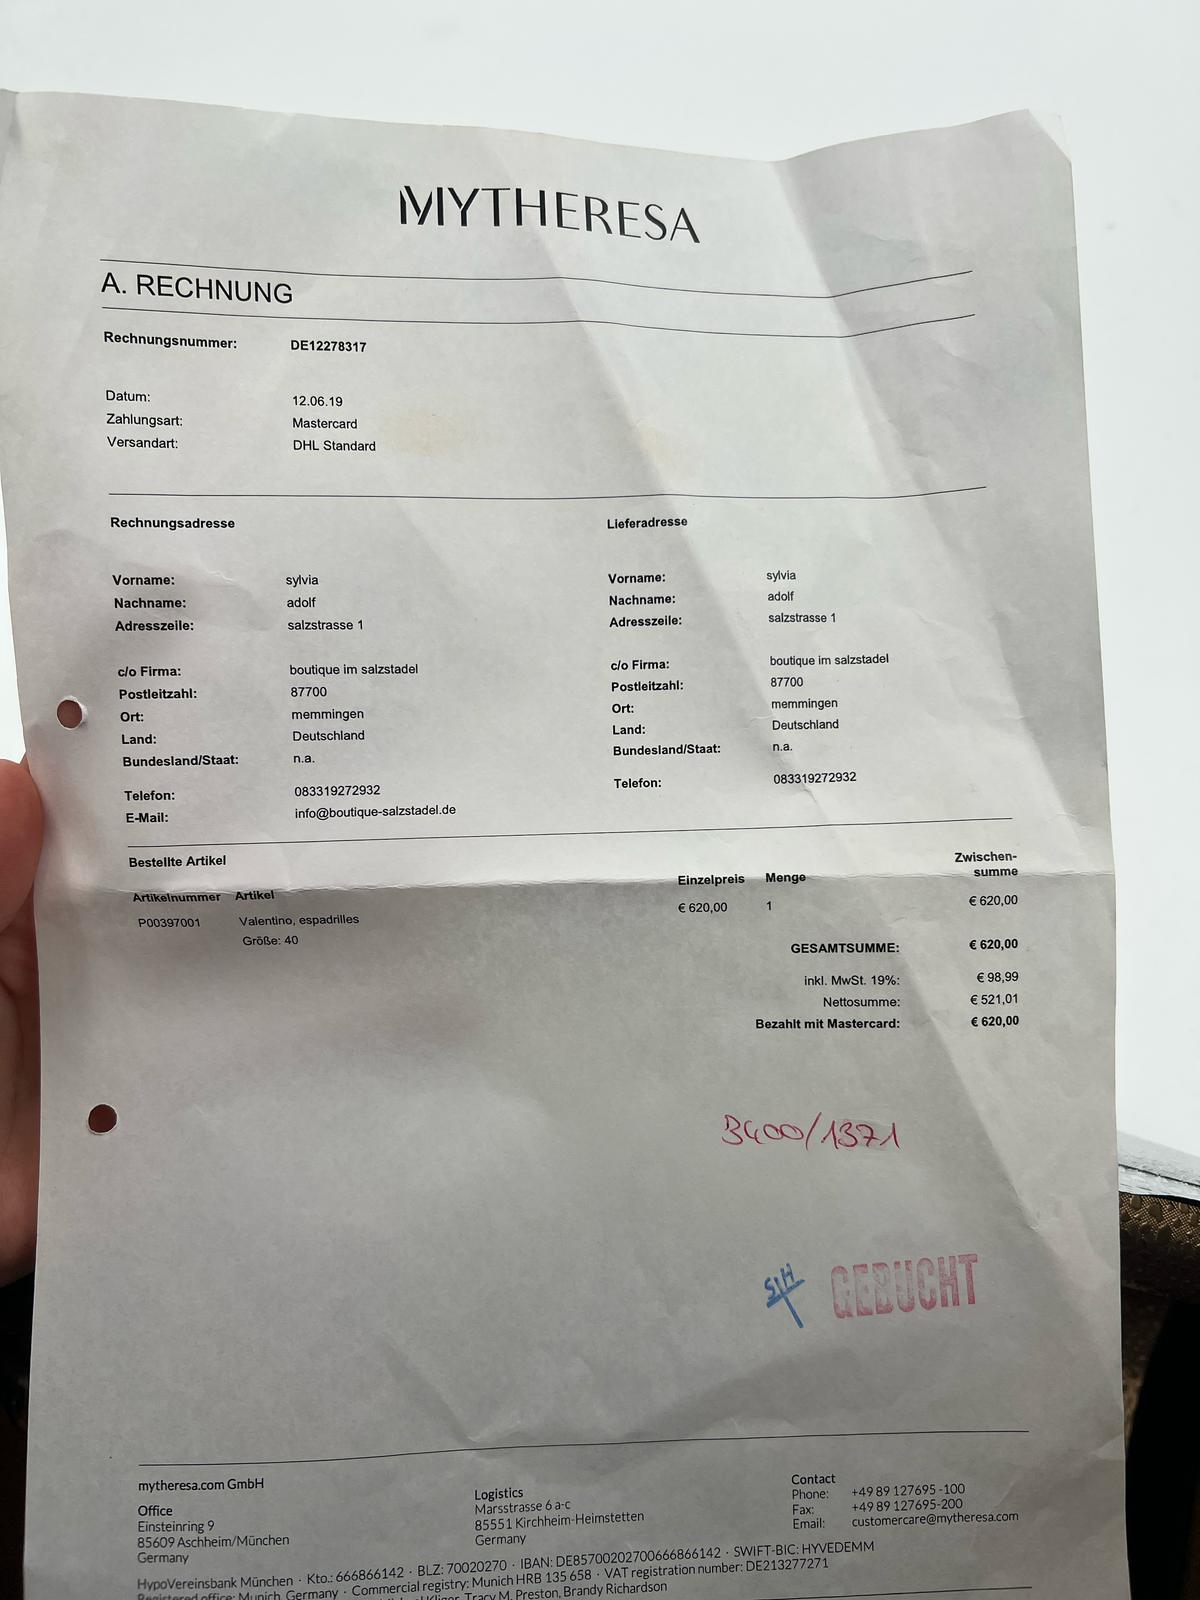 MYTHERESA
A. RECHNUNG
Rechnungsnummer: DE12278317
Datum: 12.06.19
Zahlungsart: Mastercard
Versandart: DHL Standard
Rechnungsadresse
Vorname: sylvia
Nachname: adolf
Adresszeile: salzstrasse 1
c/o Firma: boutique im salzstadel
Postleitzahl: 87700
Ort: memmingen
Land: Deutschland
Bundesland/Staat: n.a.
Telefon: 083319272932
E-Mail: info@boutique-salzstadel.de
Lieferadresse
Vorname: sylvia
Nachname: adolf
Adresszeile: salzstrasse 1
c/o Firma: boutique im salzstadel
Postleitzahl: 87700
Ort: memmingen
Land: Deutschland
Bundesland/Staat: n.a.
Telefon: 083319272932
Bestellte Artikel
Artikelnummer Artikel Einzelpreis Menge Zwischen-
summe
P00397001 Valentino, espadrilles € 620,00 1 € 620,00
Größe: 40
GESAMTSUMME: € 620,00
inkl. MwSt. 19%: € 98,99
Nettosumme: € 521,01
Bezahlt mit Mastercard: € 620,00
3400/1371
GEBUCHT
mytheresa.com GmbH
Office
Einsteinring 9
85609 Aschheim/München
Germany
Logistics
Marsstrasse 6 a-c
85551 Kirchheim-Heimstetten
Germany
Contact
Phone: +49 89 127695-100
Fax: +49 89 127695-200
Email: customercare@mytheresa.com
HypoVereinsbank München · Kto.: 666866142 · BLZ: 70020270 · IBAN: DE85700202700666866142 · SWIFT-BIC: HYVEDEMM
Registered office: Munich, Germany · Commercial registry: Munich HRB 135 658 · VAT registration number: DE213277271
Kliger, Tracy M. Preston, Brandy Richardson